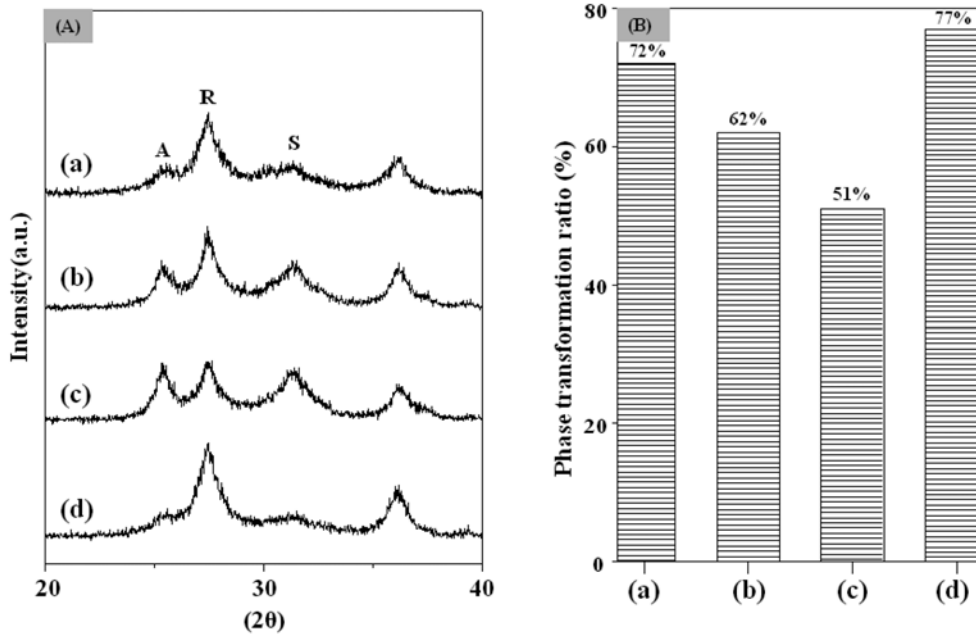 (A)
R
A
S
(a)
(b)
(c)
(d)
Intensity(a.u.)
20
30
40
(2θ)
(B)
80
60
40
20
0
Phase transformation ratio (%)
72%
62%
51%
77%
(a)
(b)
(c)
(d)